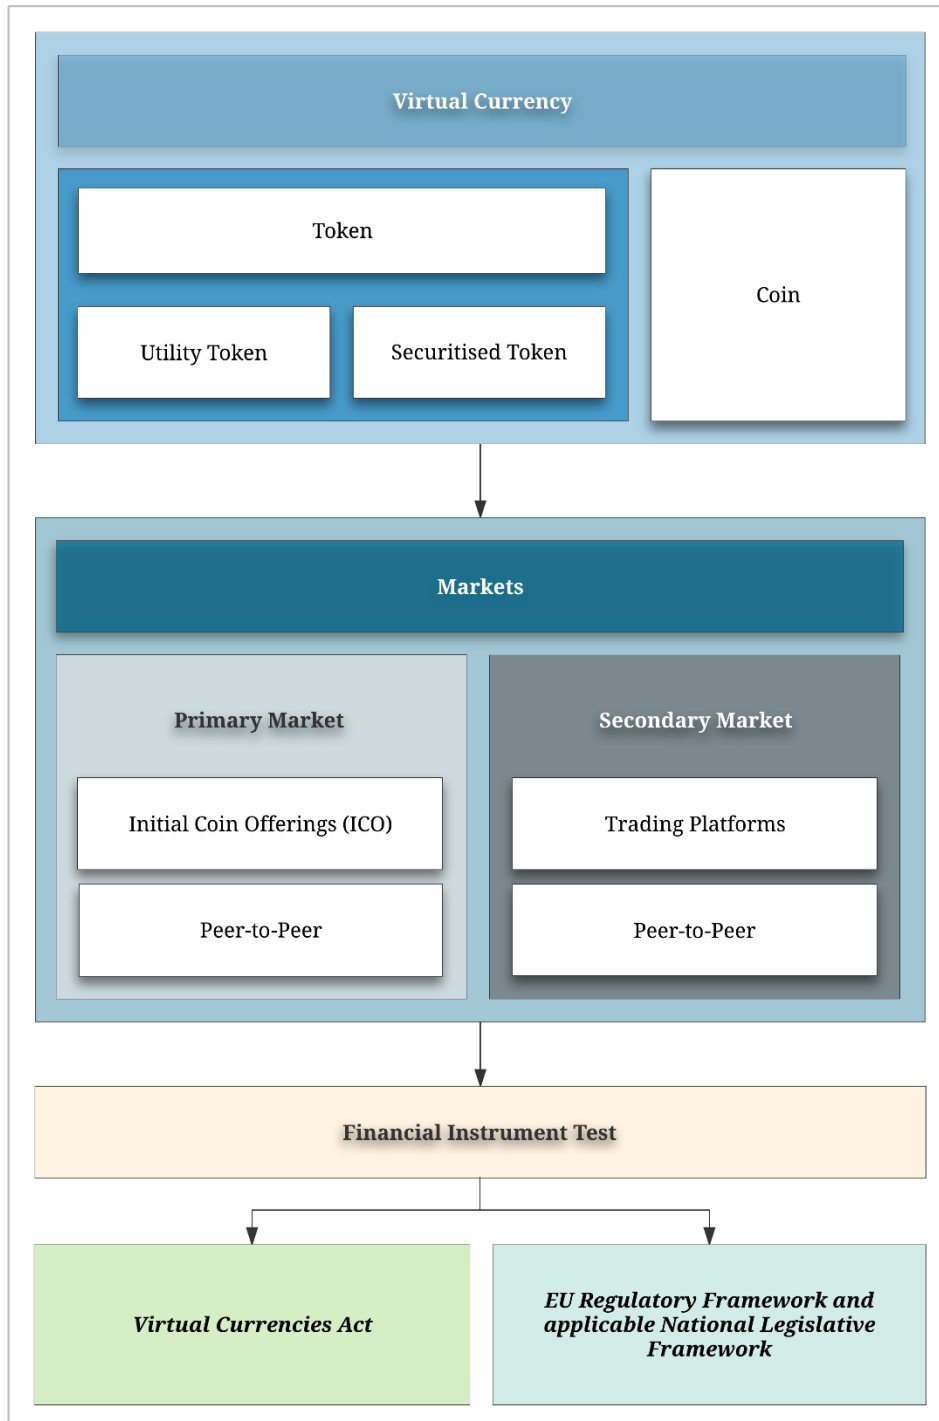 Virtual Currency
Token
Coin
Utility Token
Securitised Token
Markets
Primary Market
Secondary Market
Initial Coin Offerings (ICO)
Trading Platforms
Peer-to-Peer
Peer-to-Peer
Financial Instrument Test
Virtual Currencies Act
EU Regulatory Framework and
applicable National Legislative
Framework